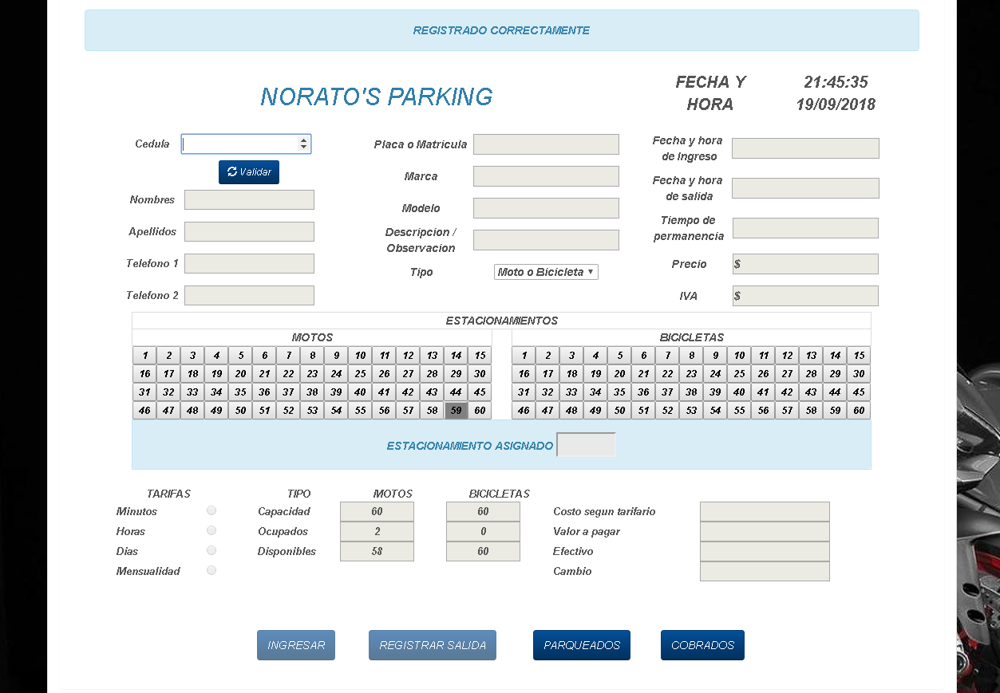 REGISTRADO CORRECTAMENTE
NORATO'S PARKING
FECHA Y HORA
21:45:35
19/09/2018
Cedula
Validar
Nombres
Apellidos
Telefono 1
Telefono 2
Placa o Matricula
Marca
Modelo
Descripcion /
Observacion
Tipo Moto o Bicicleta
Fecha y hora
de Ingreso
Fecha y hora
de salida
Tiempo de
permanencia
Precio $
IVA $
ESTACIONAMIENTOS
MOTOS BICICLETAS
1 2 3 4 5 6 7 8 9 10 11 12 13 14 15 1 2 3 4 5 6 7 8 9 10 11 12 13 14 15
16 17 18 19 20 21 22 23 24 25 26 27 28 29 30 16 17 18 19 20 21 22 23 24 25 26 27 28 29 30
31 32 33 34 35 36 37 38 39 40 41 42 43 44 45 31 32 33 34 35 36 37 38 39 40 41 42 43 44 45
46 47 48 49 50 51 52 53 54 55 56 57 58 59 60 46 47 48 49 50 51 52 53 54 55 56 57 58 59 60
ESTACIONAMIENTO ASIGNADO
TARIFAS TIPO MOTOS BICICLETAS
Minutos Capacidad 60 60 Costo segun tarifario
Horas Ocupados 2 0 Valor a pagar
Dias Disponibles 58 60 Efectivo
Mensualidad Cambio
INGRESAR REGISTRAR SALIDA PARQUEADOS COBRADOS